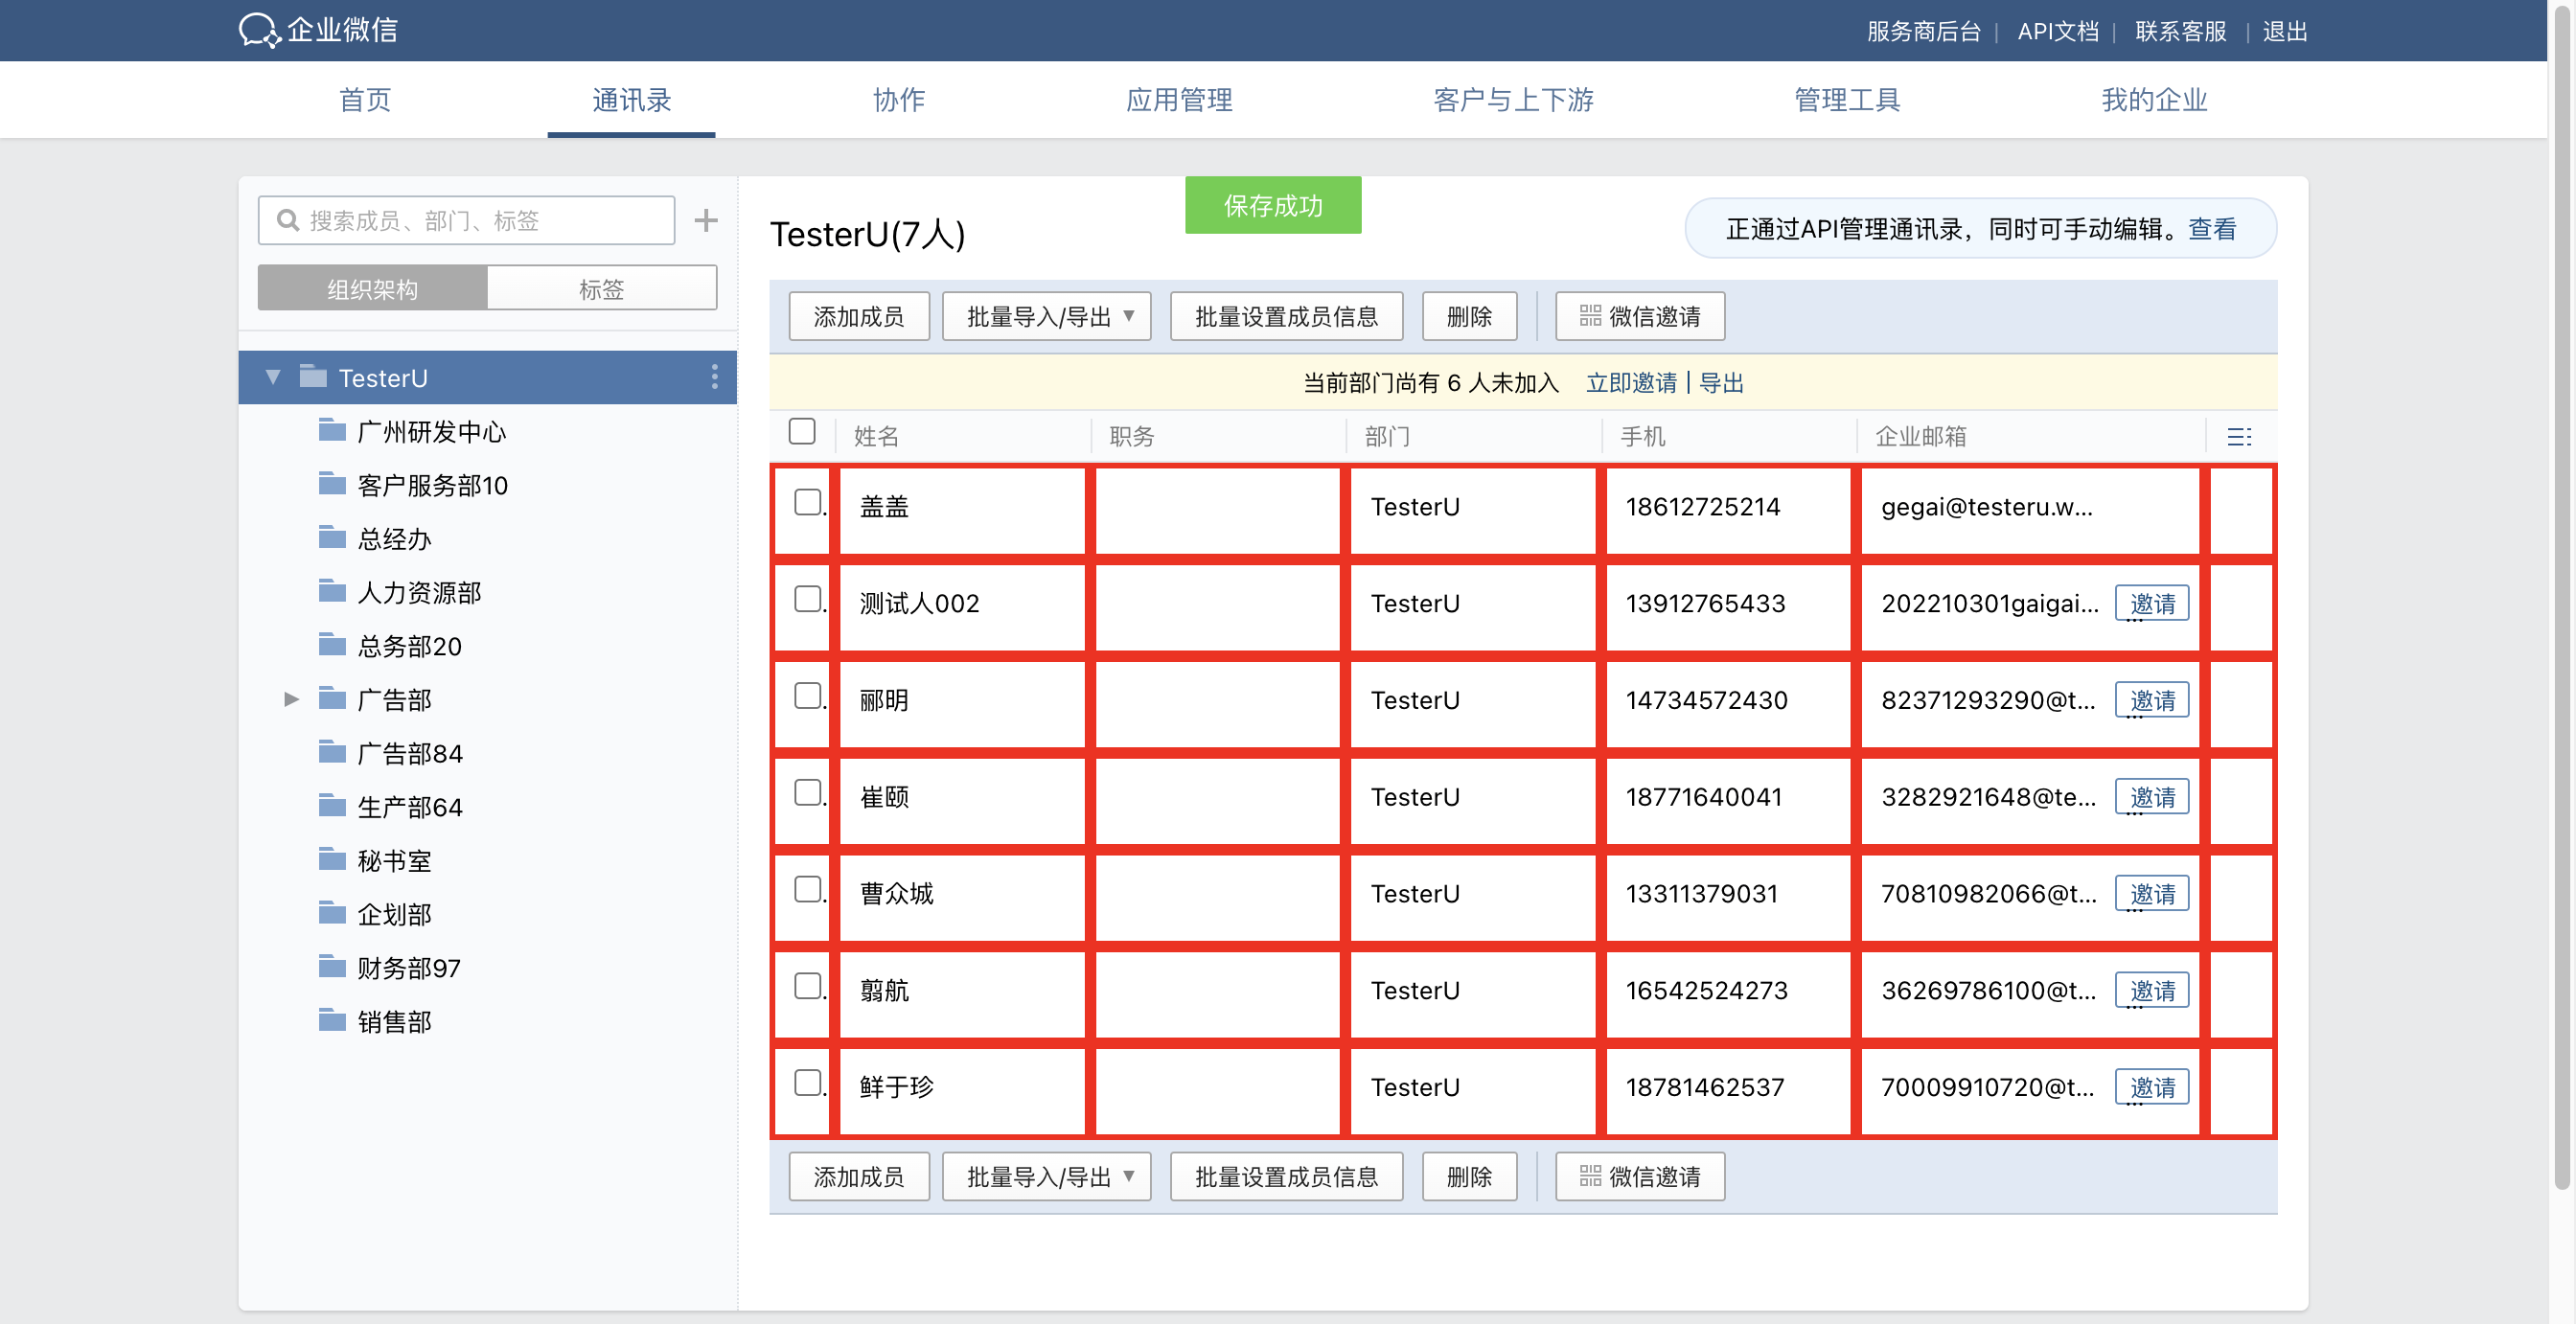 企业微信
服务商后台 | API文档 | 联系客服 | 退出
首页 通讯录 协作 应用管理 客户与上下游 管理工具 我的企业
搜索成员、部门、标签
组织架构 标签
TesterU
广州研发中心
客户服务部10
总经办
人力资源部
总务部20
广告部
广告部84
生产部64
秘书室
企划部
财务部97
销售部
保存成功
TesterU(7人)
正通过API管理通讯录，同时可手动编辑。查看
添加成员 批量导入/导出 批量设置成员信息 删除 微信邀请
当前部门尚有 6 人未加入 立即邀请 | 导出
姓名 职务 部门 手机 企业邮箱
盖盖 TesterU 18612725214 gegai@testeru.w...
测试人002 TesterU 13912765433 202210301gaigai... 邀请
郦明 TesterU 14734572430 82371293290@t... 邀请
崔颐 TesterU 18771640041 3282921648@te... 邀请
曹众城 TesterU 13311379031 70810982066@t... 邀请
翦航 TesterU 16542524273 36269786100@t... 邀请
鲜于珍 TesterU 18781462537 70009910720@t... 邀请
添加成员 批量导入/导出 批量设置成员信息 删除 微信邀请